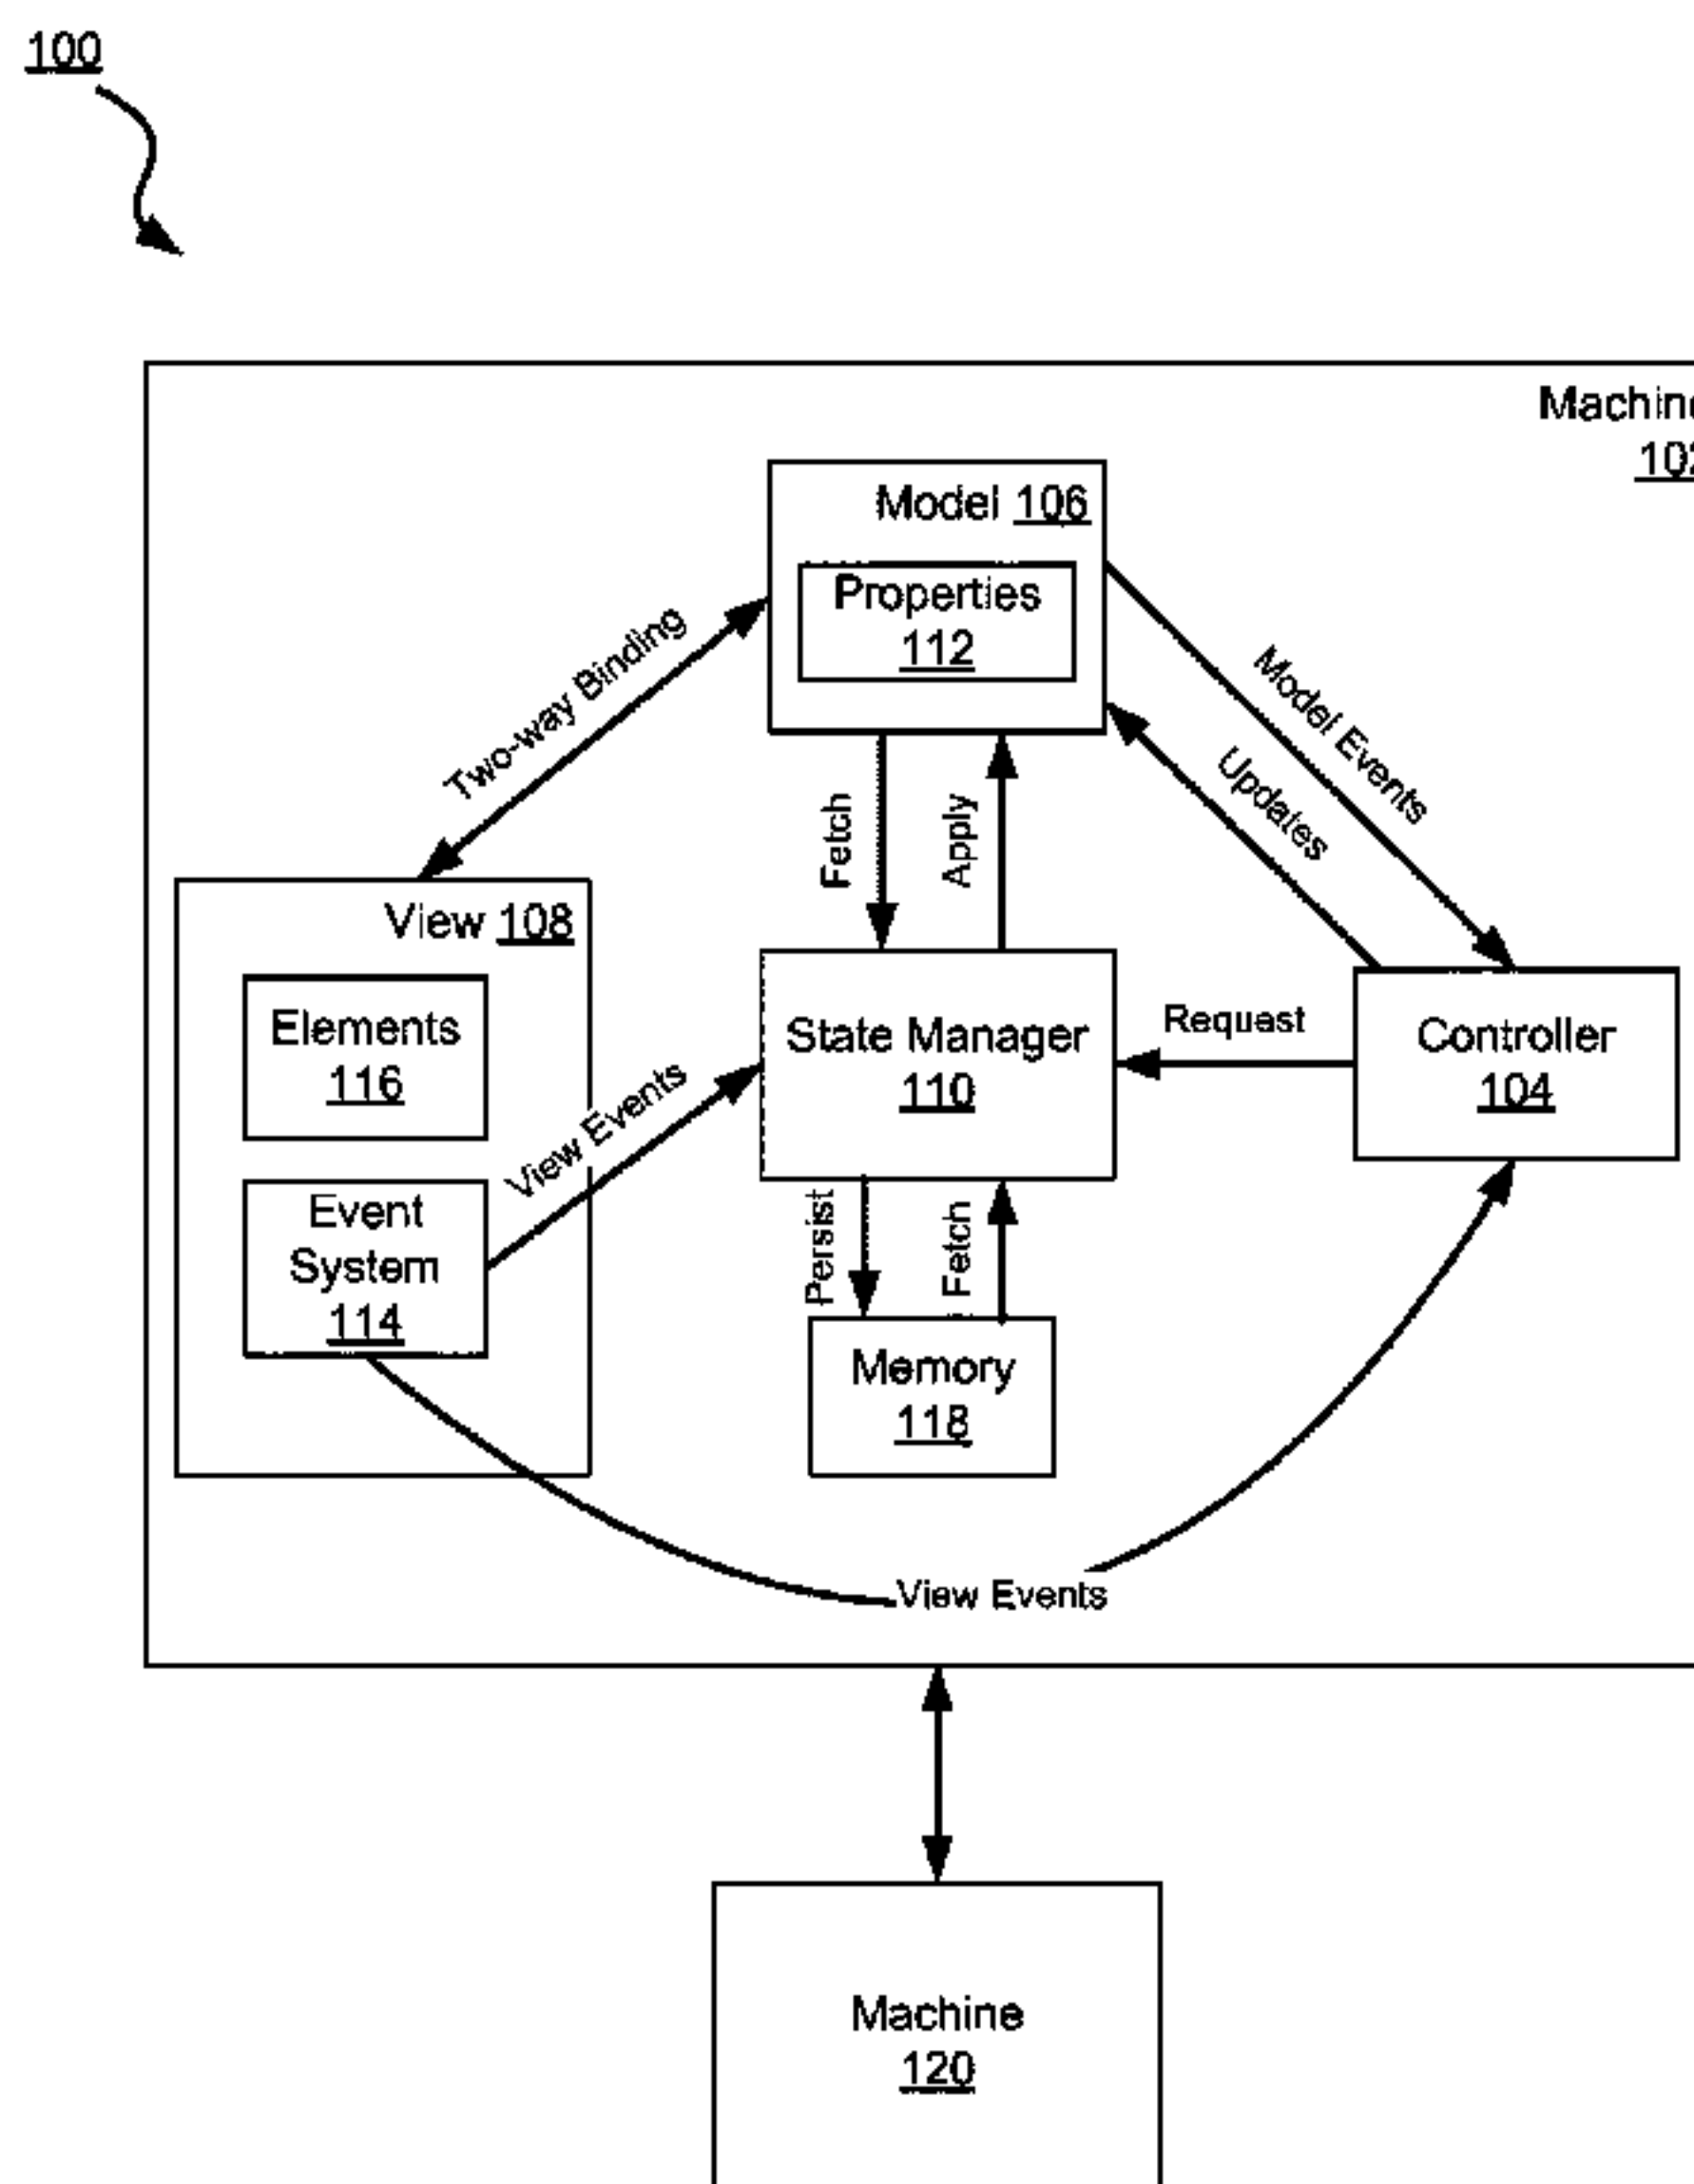 100
Model 106
Properties
112
Two-way Binding
Model Events
Updates
Fetch
Apply
View 108
Elements
116
State Manager
110
Request
Controller
104
View Events
Event
System
114
Persist
Fetch
Memory
118
View Events
Machine
120